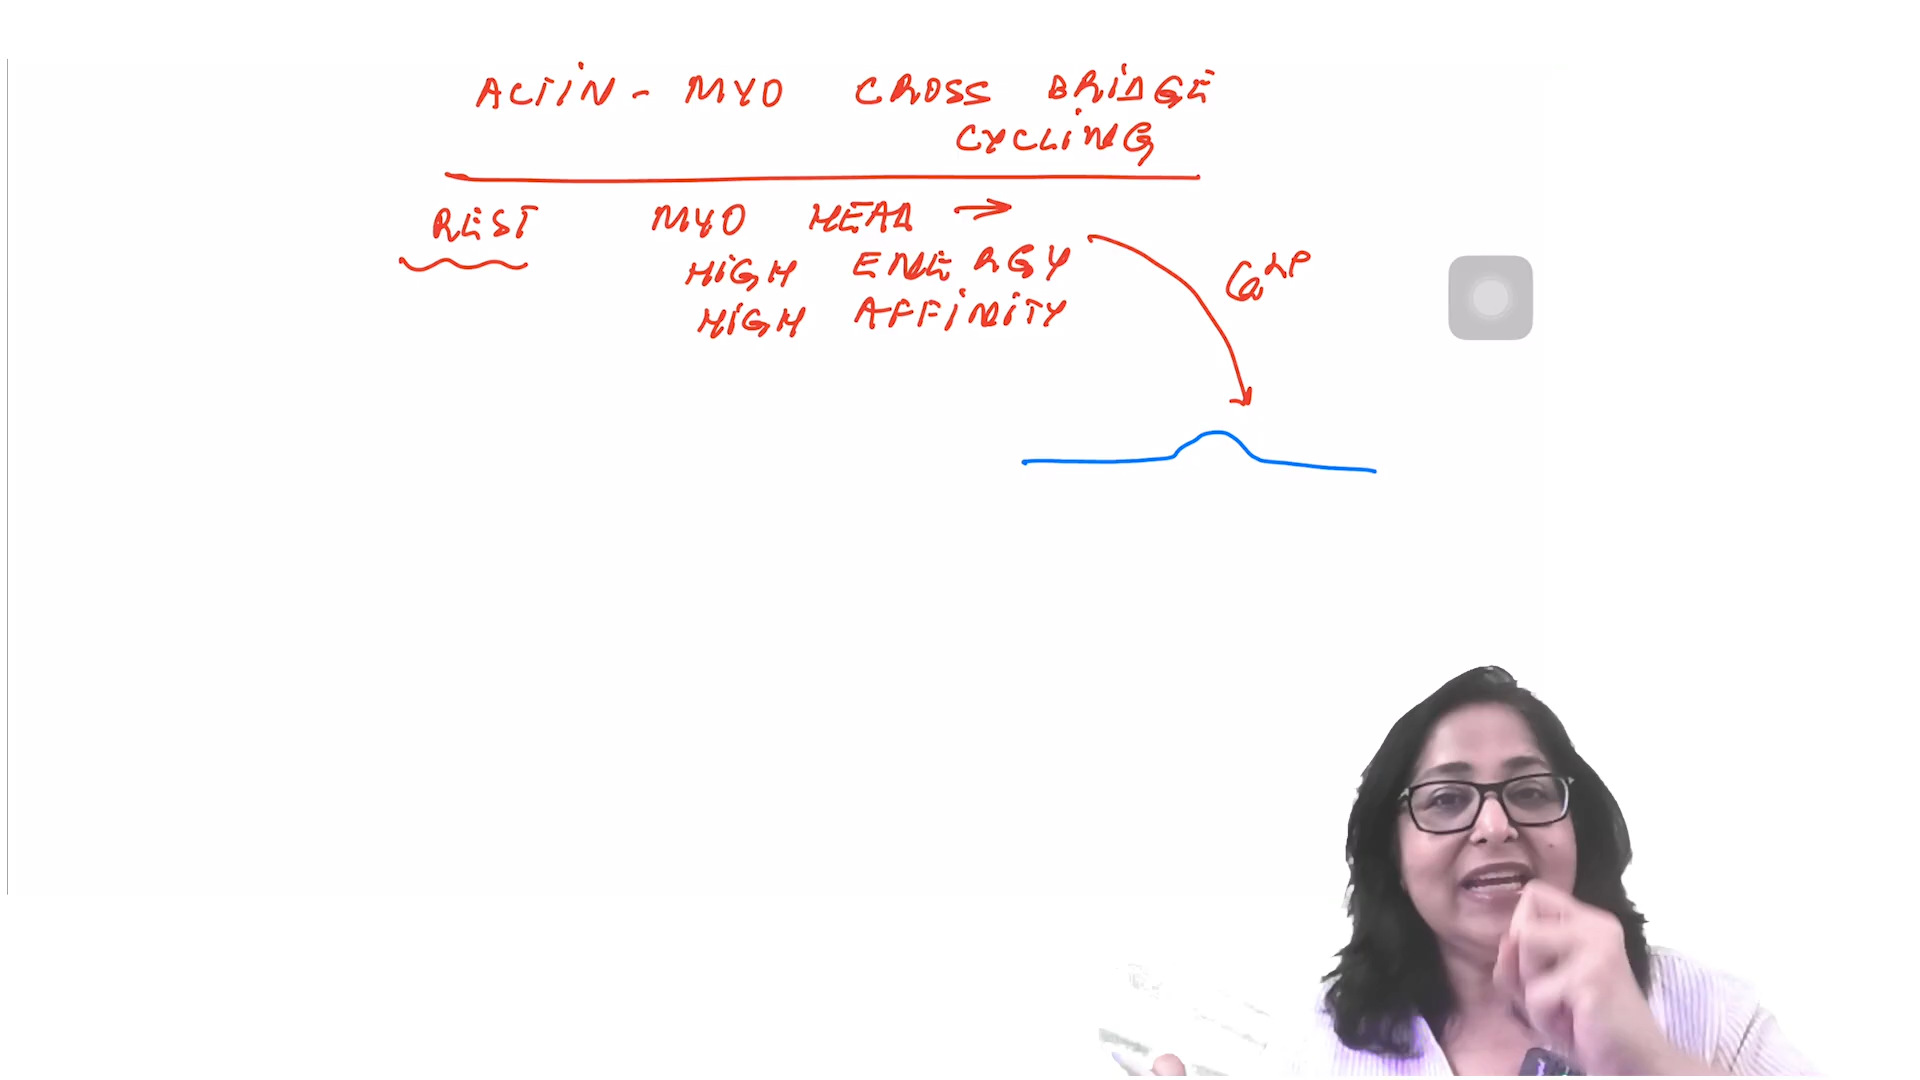 ACTIN - MYO CROSS BRIDGE
CYCLING
REST MYO HEAD →
HIGH ENERGY
HIGH AFFINITY
Ca2+